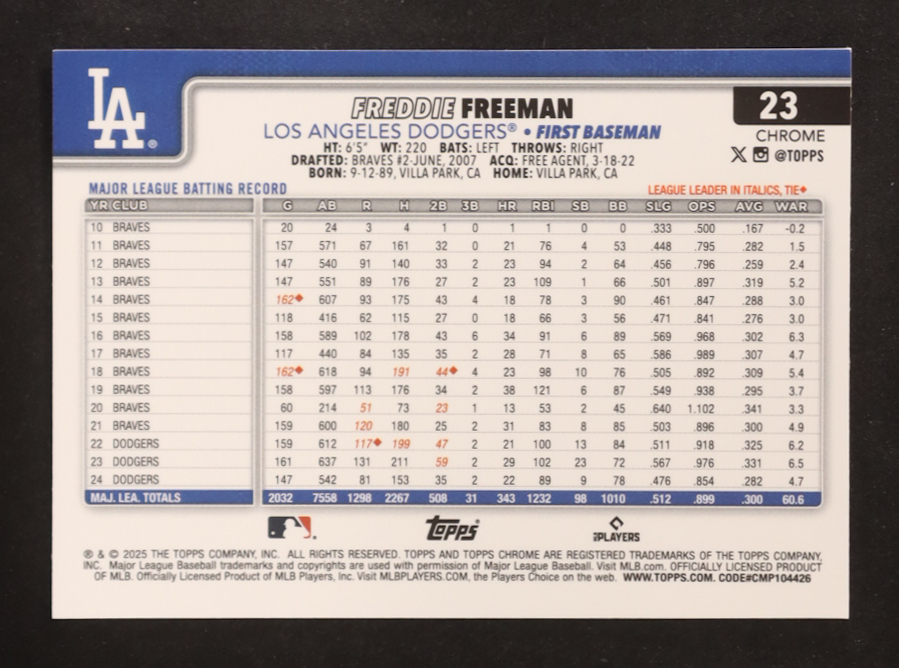 LA®
FREDDIE FREEMAN
23
LOS ANGELES DODGERS® • FIRST BASEMAN
CHROME
HT: 6'5" WT: 220 BATS: LEFT THROWS: RIGHT
@TOPPS
DRAFTED: BRAVES #2-JUNE, 2007 ACQ: FREE AGENT, 3-18-22
BORN: 9-12-89, VILLA PARK, CA HOME: VILLA PARK, CA
MAJOR LEAGUE BATTING RECORD LEAGUE LEADER IN ITALICS, TIE◆
YR CLUB G AB R H 2B 3B HR RBI SB BB SLG OPS AVG WAR
10 BRAVES 20 24 3 4 1 0 1 1 0 0 .333 .500 .167 -0.2
11 BRAVES 157 571 67 161 32 0 21 76 4 53 .448 .795 .282 1.5
12 BRAVES 147 540 91 140 33 2 23 94 2 64 .456 .796 .259 2.4
13 BRAVES 147 551 89 176 27 2 23 109 1 66 .501 .897 .319 5.2
14 BRAVES 162◆ 607 93 175 43 4 18 78 3 90 .461 .847 .288 3.0
15 BRAVES 118 416 62 115 27 0 18 66 3 56 .471 .841 .276 3.0
16 BRAVES 158 589 102 178 43 6 34 91 6 89 .569 .968 .302 6.3
17 BRAVES 117 440 84 135 35 2 28 71 8 65 .586 .989 .307 4.7
18 BRAVES 162◆ 618 94 191 44◆ 4 23 98 10 76 .505 .892 .309 5.4
19 BRAVES 158 597 113 176 34 2 38 121 6 87 .549 .938 .295 3.7
20 BRAVES 60 214 51 73 23 1 13 53 2 45 .640 1.102 .341 3.3
21 BRAVES 159 600 120 180 25 2 31 83 8 85 .503 .896 .300 4.9
22 DODGERS 159 612 117◆ 199 47 2 21 100 13 84 .511 .918 .325 6.2
23 DODGERS 161 637 131 211 59 2 29 102 23 72 .567 .976 .331 6.5
24 DODGERS 147 542 81 153 35 2 22 89 9 78 .476 .854 .282 4.7
MAJ. LEA. TOTALS 2032 7558 1298 2267 508 31 343 1232 98 1010 .512 .899 .300 60.6
topps® PLAYERS
® & © 2025 THE TOPPS COMPANY, INC. ALL RIGHTS RESERVED. TOPPS AND TOPPS CHROME ARE REGISTERED TRADEMARKS OF THE TOPPS COMPANY,
INC. Major League Baseball trademarks and copyrights are used with permission of Major League Baseball. Visit MLB.com. OFFICIALLY LICENSED PRODUCT
OF MLB. Officially Licensed Product of MLB Players, Inc. Visit MLBPLAYERS.COM, the Players Choice on the web. WWW.TOPPS.COM. CODE#CMP104426